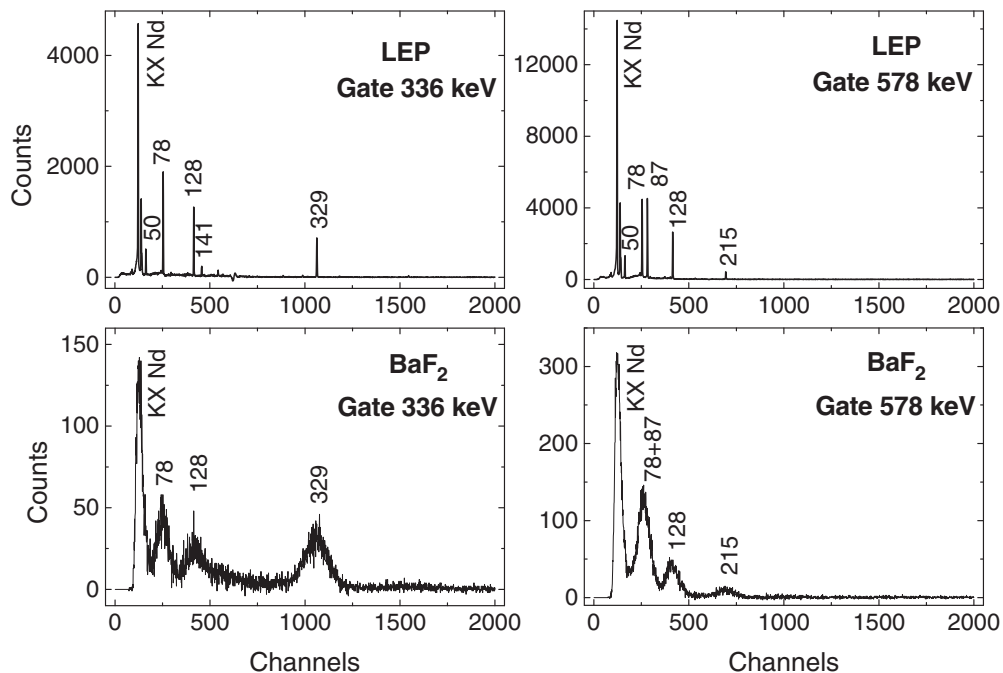 LEP
Gate 336 keV
KX Nd
50
78
128
141
329
4000
2000
0
Counts
0 500 1000 1500 2000
LEP
Gate 578 keV
KX Nd
50
78
87
128
215
12000
8000
4000
0
0 500 1000 1500 2000
BaF2
Gate 336 keV
KX Nd
78
128
329
150
100
50
0
Counts
0 500 1000 1500 2000
Channels
BaF2
Gate 578 keV
KX Nd
78+87
128
215
300
200
100
0
0 500 1000 1500 2000
Channels